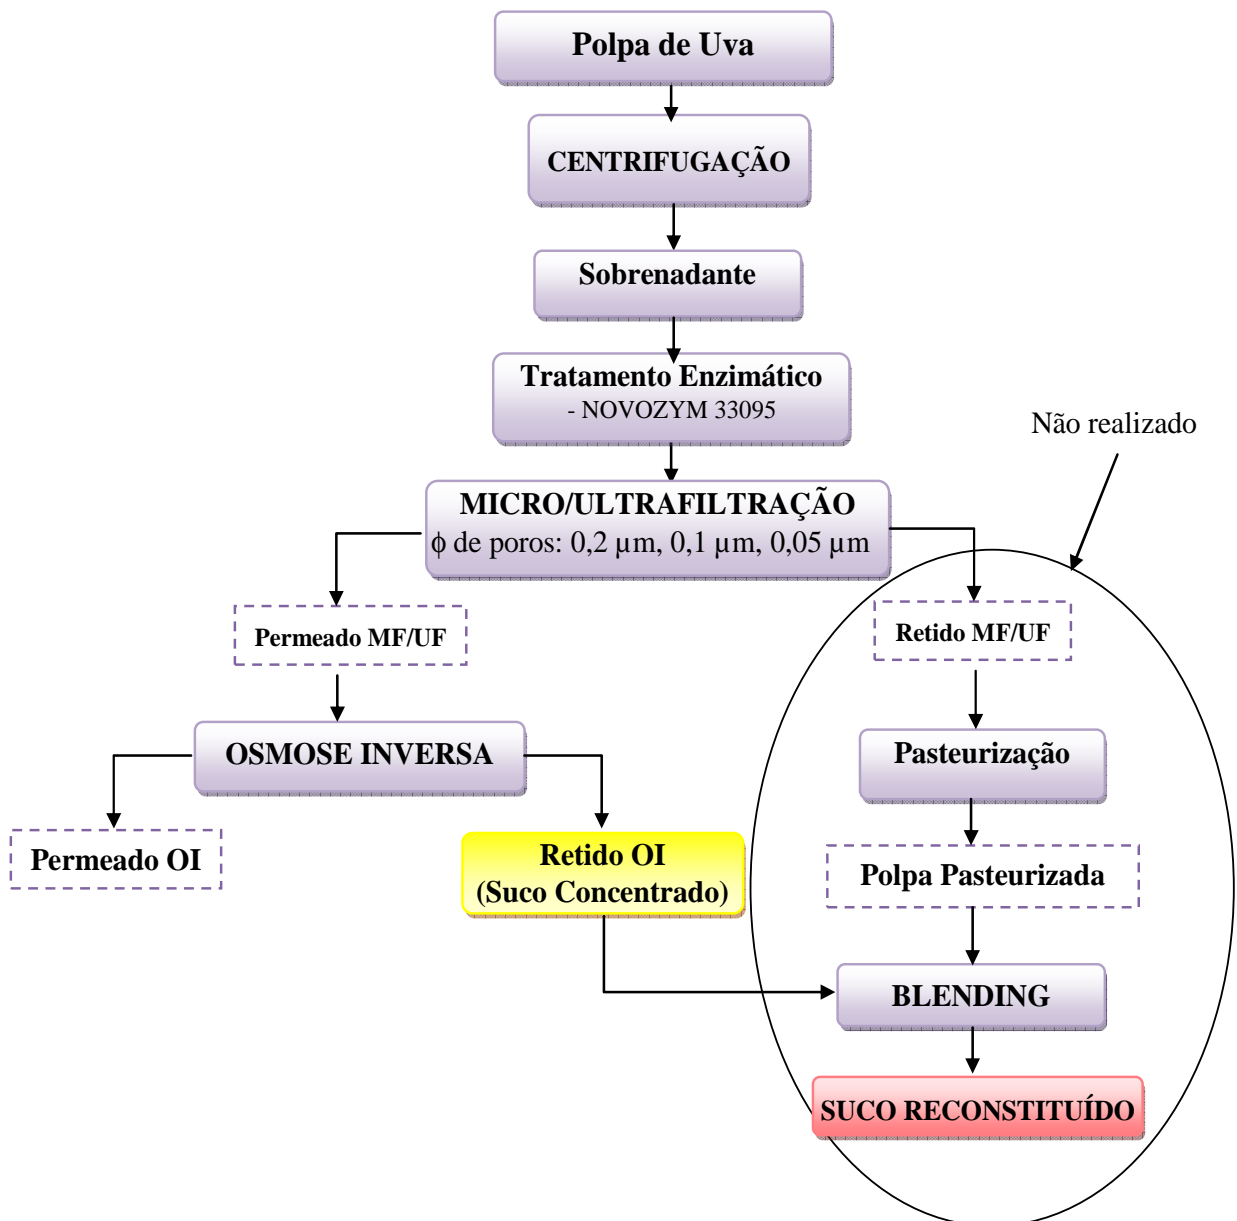 Polpa de Uva
CENTRIFUGAÇÃO
Sobrenadante
Tratamento Enzimático
- NOVOZYM 33095
Não realizado
MICRO/ULTRAFILTRAÇÃO
ϕ de poros: 0,2 µm, 0,1 µm, 0,05 µm
Permeado MF/UF
Retido MF/UF
OSMOSE INVERSA
Pasteurização
Permeado OI
Retido OI
(Suco Concentrado)
Polpa Pasteurizada
BLENDING
SUCO RECONSTITUÍDO